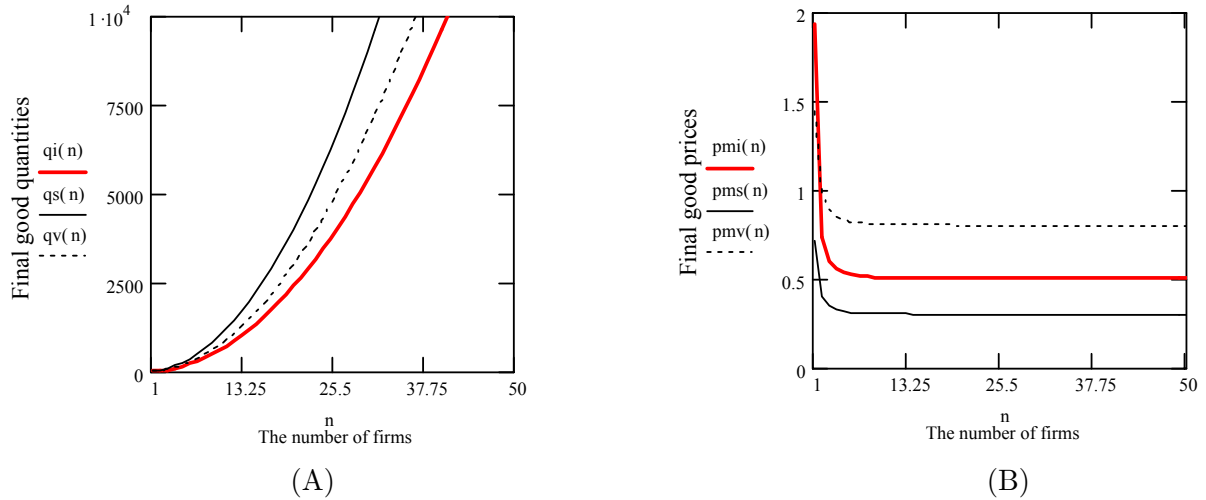 1·10⁴
7500
5000
2500
0
Final good quantities
qi( n)
qs( n)
qv( n)
1
13.25
25.5
37.75
50
n
The number of firms
(A)
2
1.5
1
0.5
0
Final good prices
pmi( n)
pms( n)
pmv( n)
1
13.25
25.5
37.75
50
n
The number of firms
(B)